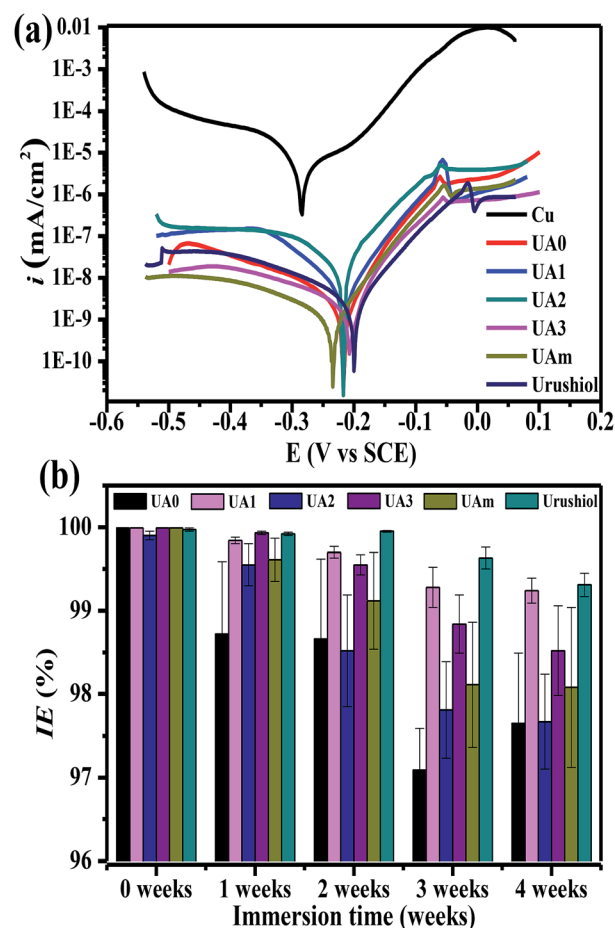 (a)
0.01
1E-3
1E-4
1E-5
1E-6
1E-7
1E-8
1E-9
1E-10
i (mA/cm²)
Cu
UA0
UA1
UA2
UA3
UAm
Urushiol
-0.6 -0.5 -0.4 -0.3 -0.2 -0.1 0.0 0.1 0.2
E (V vs SCE)
(b)
UA0 UA1 UA2 UA3 UAm Urushiol
100
99
98
97
96
IE (%)
0 weeks 1 weeks 2 weeks 3 weeks 4 weeks
Immersion time (weeks)